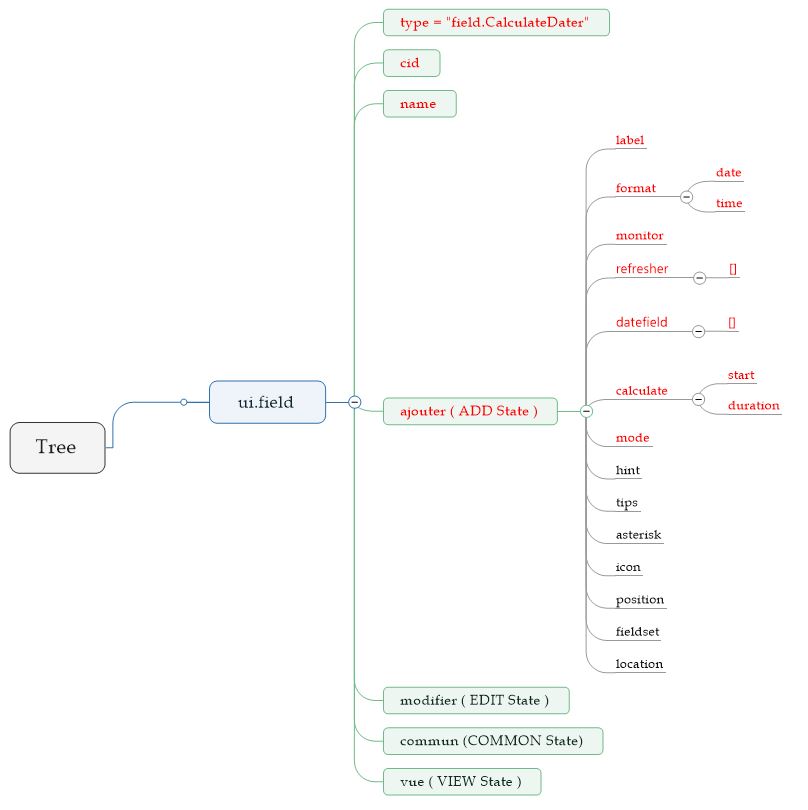 Tree
ui.field
type = "field.CalculateDater"
cid
name
ajouter ( ADD State )
label
format
date
time
monitor
refresher
[]
datefield
[]
calculate
start
duration
mode
hint
tips
asterisk
icon
position
fieldset
location
modifier ( EDIT State )
commun (COMMON State)
vue ( VIEW State )